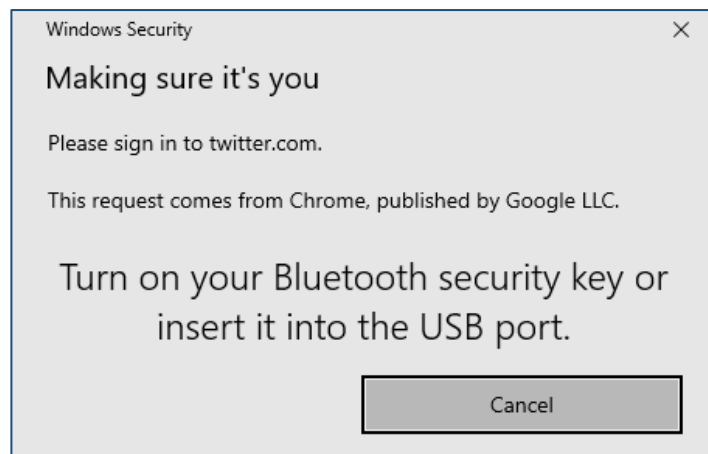 Windows Security
Making sure it's you
Please sign in to twitter.com.
This request comes from Chrome, published by Google LLC.
Turn on your Bluetooth security key or
insert it into the USB port.
Cancel